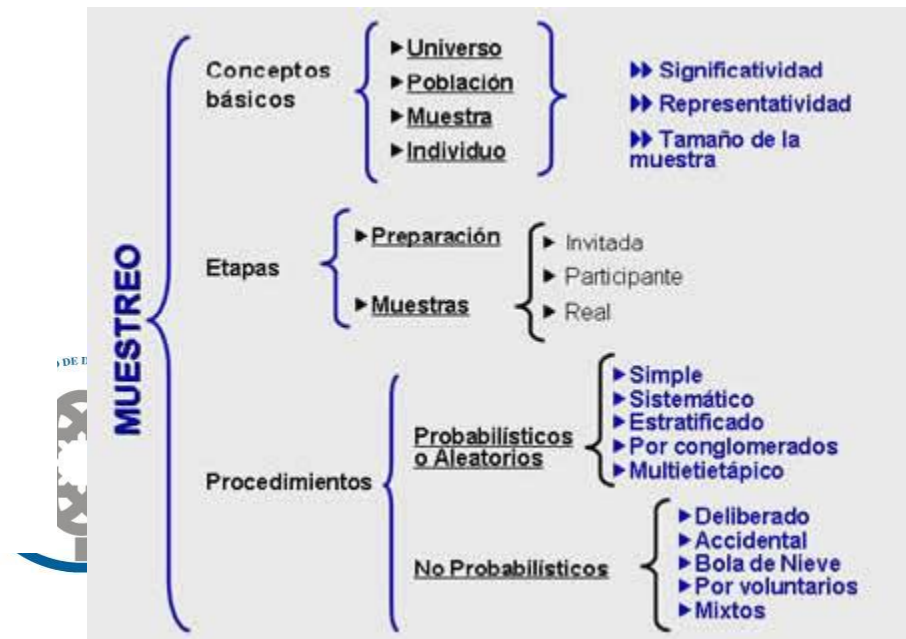 MUESTREO
Conceptos
básicos
Universo
Población
Muestra
Individuo
Significatividad
Representatividad
Tamaño de la
muestra
Etapas
Preparación
Muestras
Invitada
Participante
Real
Procedimientos
Probabilísticos
o Aleatorios
Simple
Sistemático
Estratificado
Por conglomerados
Multietietápico
No Probabilísticos
Deliberado
Accidental
Bola de Nieve
Por voluntarios
Mixtos
DE